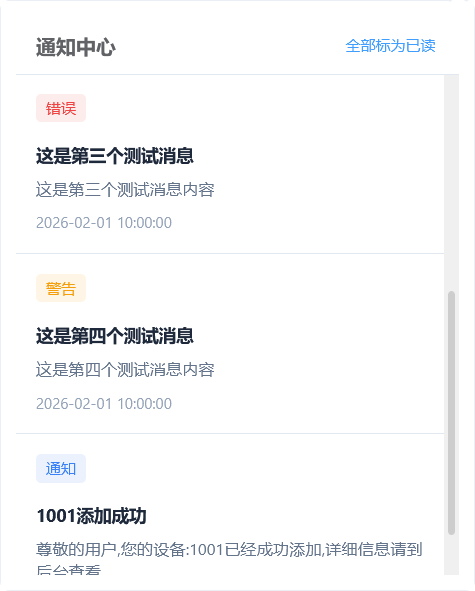 通知中心
全部标为已读
错误
这是第三个测试消息
这是第三个测试消息内容
2026-02-01 10:00:00
警告
这是第四个测试消息
这是第四个测试消息内容
2026-02-01 10:00:00
通知
1001添加成功
尊敬的用户,您的设备:1001已经成功添加,详细信息请到
后台查看